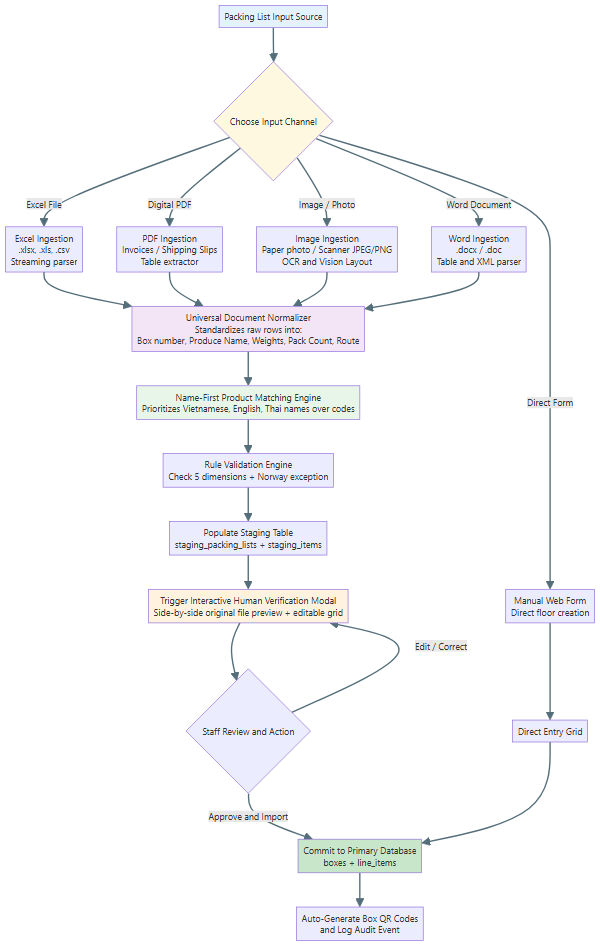 Packing List Input Source
Choose Input Channel
Excel File
Digital PDF
Image / Photo
Word Document
Excel Ingestion
.xlsx, .xls, .csv
Streaming parser
PDF Ingestion
Invoices / Shipping Slips
Table extractor
Image Ingestion
Paper photo / Scanner JPEG/PNG
OCR and Vision Layout
Word Ingestion
.docx / .doc
Table and XML parser
Universal Document Normalizer
Standardizes raw rows into:
Box number, Produce Name, Weights, Pack Count, Route
Name-First Product Matching Engine
Prioritizes Vietnamese, English, Thai names over codes
Direct Form
Rule Validation Engine
Check 5 dimensions + Norway exception
Populate Staging Table
staging_packing_lists + staging_items
Trigger Interactive Human Verification Modal
Side-by-side original file preview + editable grid
Manual Web Form
Direct floor creation
Edit / Correct
Staff Review and Action
Direct Entry Grid
Approve and Import
Commit to Primary Database
boxes + line_items
Auto-Generate Box QR Codes
and Log Audit Event